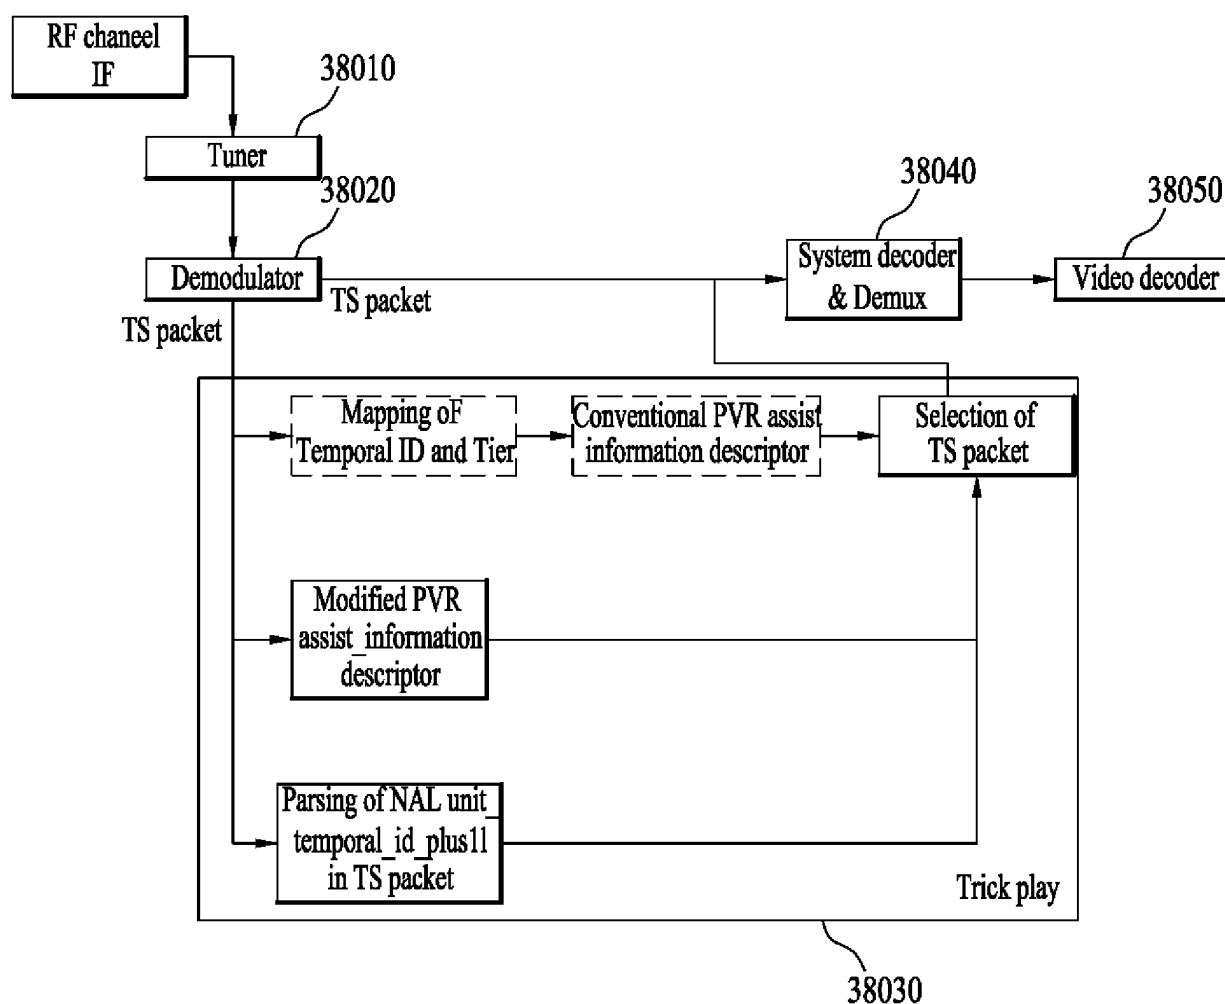 RF chaneel
IF
38010
Tuner
38020
Demodulator
TS packet
TS packet
38040
System decoder
& Demux
38050
Video decoder
Mapping oF
Temporal ID and Tier
Conventional PVR assist
information descriptor
Selection of
TS packet
Modified PVR
assist_information
descriptor
Parsing of NAL unit_
temporal_id_plus1l
in TS packet
Trick play
38030